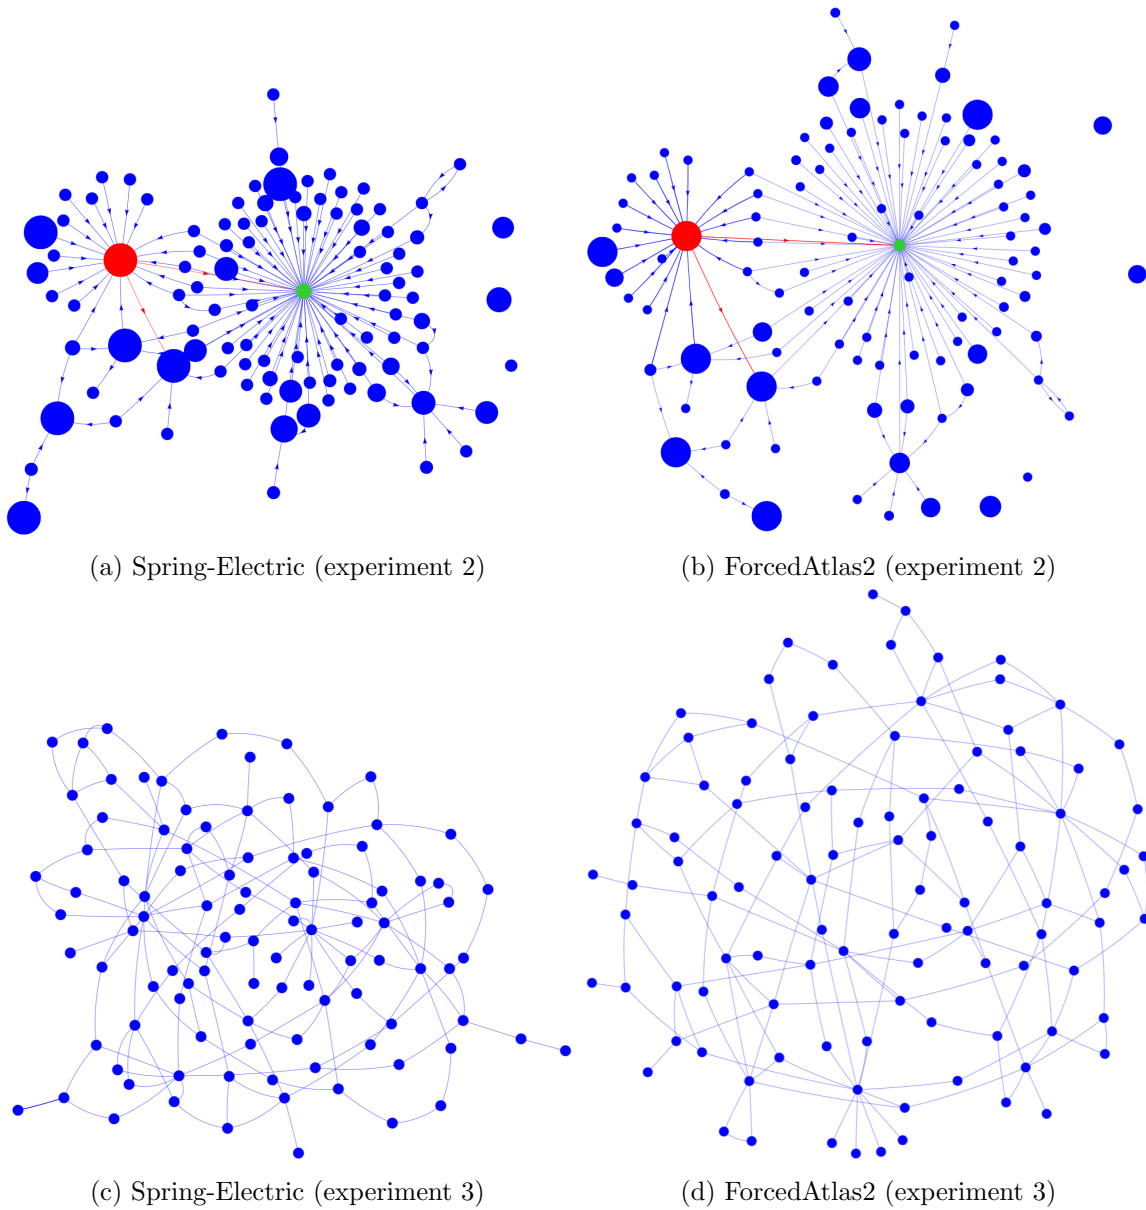 (a) Spring-Electric (experiment 2)
(b) ForcedAtlas2 (experiment 2)
(c) Spring-Electric (experiment 3)
(d) ForcedAtlas2 (experiment 3)